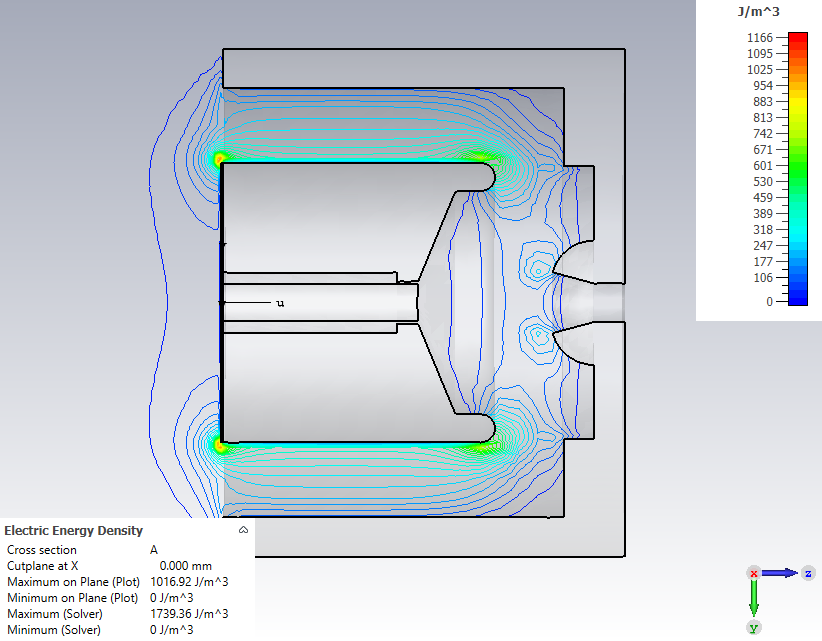 J/m^3
1166
1095
1025
954
883
813
742
671
601
530
459
389
318
247
177
106
0
u
Electric Energy Density
Cross section A
Cutplane at X 0.000 mm
Maximum on Plane (Plot) 1016.92 J/m^3
Minimum on Plane (Plot) 0 J/m^3
Maximum (Solver) 1739.36 J/m^3
Minimum (Solver) 0 J/m^3
x z
y